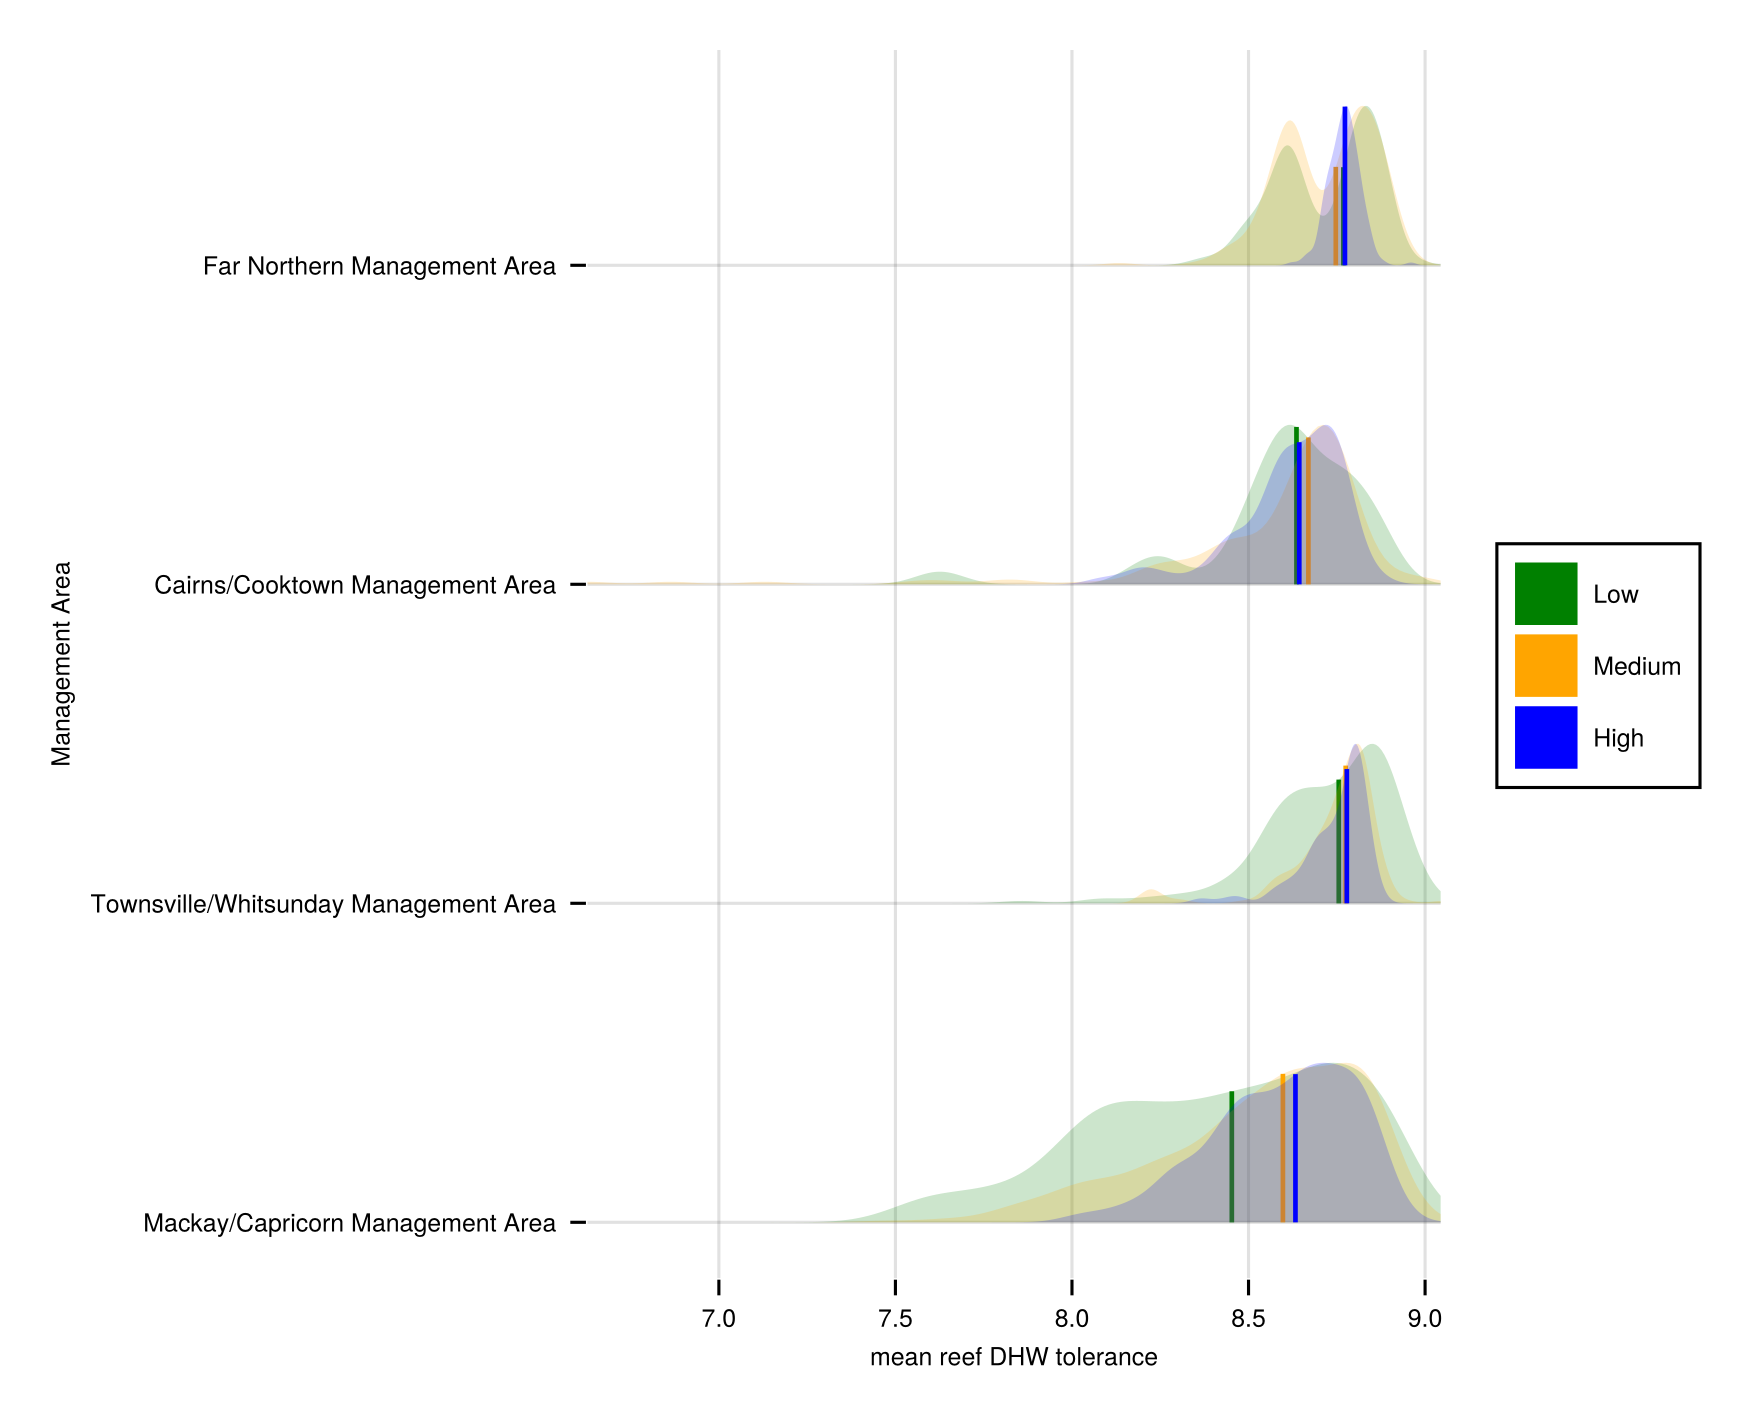 Management Area
Far Northern Management Area
Cairns/Cooktown Management Area
Townsville/Whitsunday Management Area
Mackay/Capricorn Management Area
7.0 7.5 8.0 8.5 9.0
mean reef DHW tolerance
Low
Medium
High